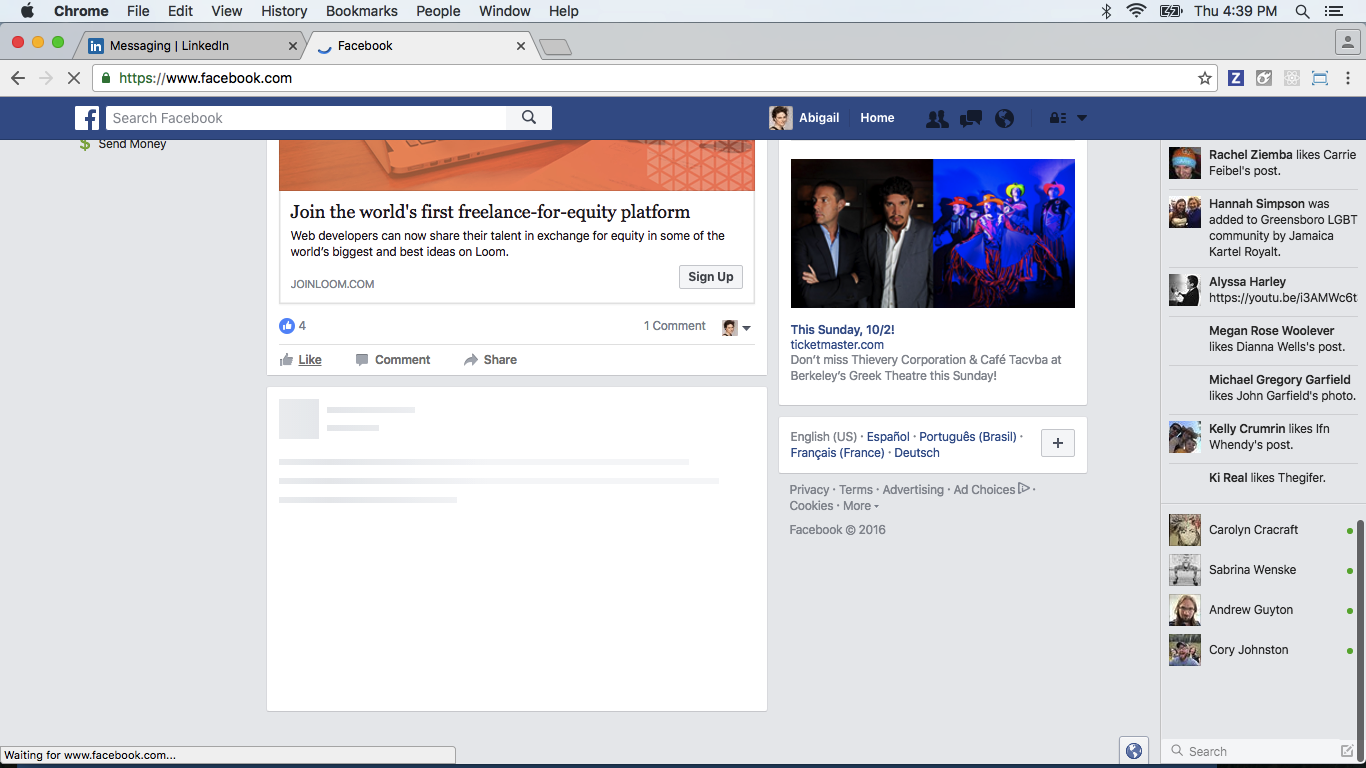 Chrome File Edit View History Bookmarks People Window Help Thu 4:39 PM
Messaging | LinkedIn Facebook
https://www.facebook.com
Search Facebook Abigail Home
Send Money
Join the world's first freelance-for-equity platform
Web developers can now share their talent in exchange for equity in some of the
world's biggest and best ideas on Loom.
JOINLOOM.COM
Sign Up
4 1 Comment
Like Comment Share
This Sunday, 10/2!
ticketmaster.com
Don't miss Thievery Corporation & Café Tacvba at
Berkeley's Greek Theatre this Sunday!
English (US) · Español · Português (Brasil) ·
Français (France) · Deutsch
+
Privacy · Terms · Advertising · Ad Choices ·
Cookies · More
Facebook © 2016
Rachel Ziemba likes Carrie
Feibel's post.
Hannah Simpson was
added to Greensboro LGBT
community by Jamaica
Kartel Royalt.
Alyssa Harley
https://youtu.be/i3AMWc6t
Megan Rose Woolever
likes Dianna Wells's post.
Michael Gregory Garfield
likes John Garfield's photo.
Kelly Crumrin likes Ifn
Whendy's post.
Ki Real likes Thegifer.
Carolyn Cracraft
Sabrina Wenske
Andrew Guyton
Cory Johnston
Search
Waiting for www.facebook.com...